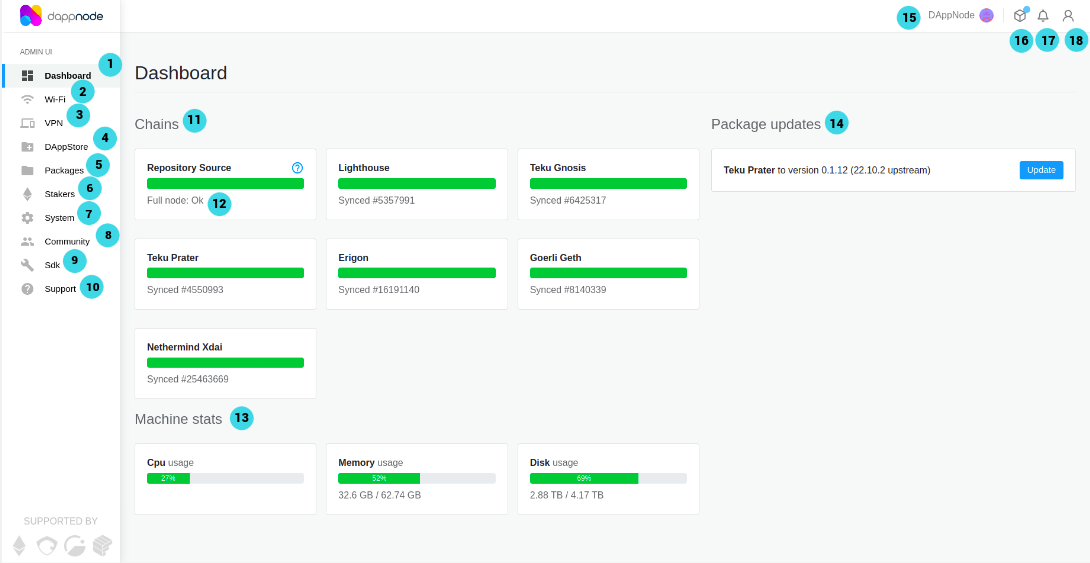 dappnode
ADMIN UI
Dashboard 1
Wi-Fi 2
VPN 3
DAppStore 4
Packages 5
Stakers 6
System 7
Community 8
Sdk 9
Support 10
SUPPORTED BY
15 DAppNode
16 17 18
Dashboard
Chains 11
Repository Source
Full node: Ok 12
Lighthouse
Synced #5357991
Teku Gnosis
Synced #6425317
Teku Prater
Synced #4550993
Erigon
Synced #16191140
Goerli Geth
Synced #8140339
Nethermind Xdai
Synced #25463669
Machine stats 13
Cpu usage
27%
Memory usage
52%
32.6 GB / 62.74 GB
Disk usage
69%
2.88 TB / 4.17 TB
Package updates 14
Teku Prater to version 0.1.12 (22.10.2 upstream) Update